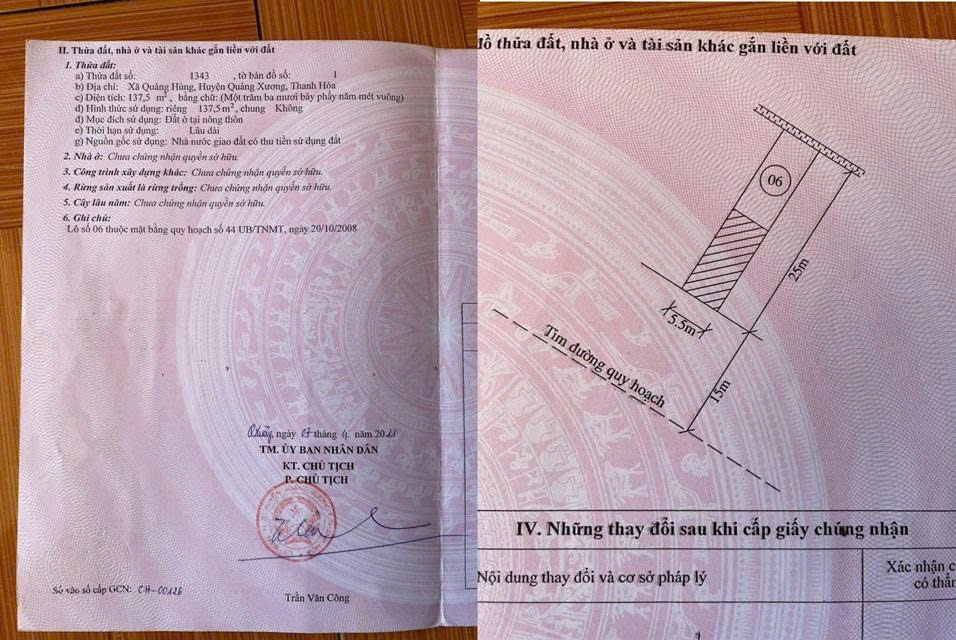 II. Thửa đất, nhà ở và tài sản khác gắn liền với đất
1. Thửa đất:
a) Thửa đất số: 1343 , tờ bản đồ số: 1
b) Địa chỉ: Xã Quảng Hùng, Huyện Quảng Xương, Thanh Hóa
c) Diện tích: 137,5 m², bằng chữ: (Một trăm ba mươi bảy phẩy năm mét vuông)
d) Hình thức sử dụng: riêng 137,5 m², chung Không
đ) Mục đích sử dụng: Đất ở tại nông thôn
e) Thời hạn sử dụng: Lâu dài
g) Nguồn gốc sử dụng: Nhà nước giao đất có thu tiền sử dụng đất
2. Nhà ở: Chưa chứng nhận quyền sở hữu.
3. Công trình xây dựng khác: Chưa chứng nhận quyền sở hữu.
4. Rừng sản xuất là rừng trồng: Chưa chứng nhận quyền sở hữu.
5. Cây lâu năm: Chưa chứng nhận quyền sở hữu.
6. Ghi chú:
Lô số 06 thuộc mặt bằng quy hoạch số 44 UB/TNMT, ngày 20/10/2008
ngày 07 tháng 4 năm 2011
TM. ỦY BAN NHÂN DÂN
KT. CHỦ TỊCH
P. CHỦ TỊCH
Trần Văn Công
Số vào sổ cấp GCN: CH-00126
đồ thửa đất, nhà ở và tài sản khác gắn liền với đất
06
25m
5.5m
Tim đường quy hoạch
15m
IV. Những thay đổi sau khi cấp giấy chứng nhận
Nội dung thay đổi và cơ sở pháp lý
Xác nhận c
có thẩ